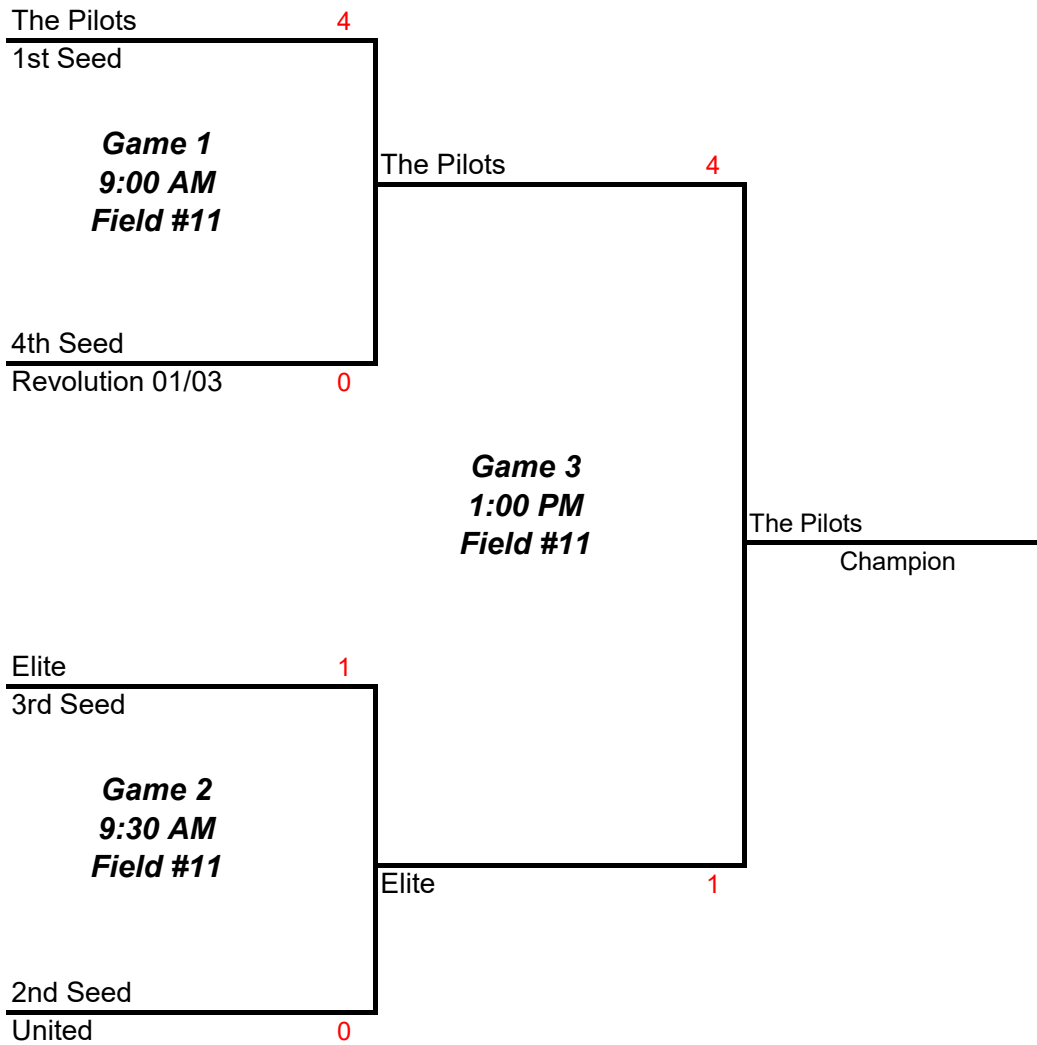 The Pilots 4
1st Seed
Game 1
9:00 AM
Field #11
The Pilots 4
4th Seed
Revolution 01/03 0
Game 3
1:00 PM
Field #11
The Pilots
Champion
Elite 1
3rd Seed
Game 2
9:30 AM
Field #11
Elite 1
2nd Seed
United 0